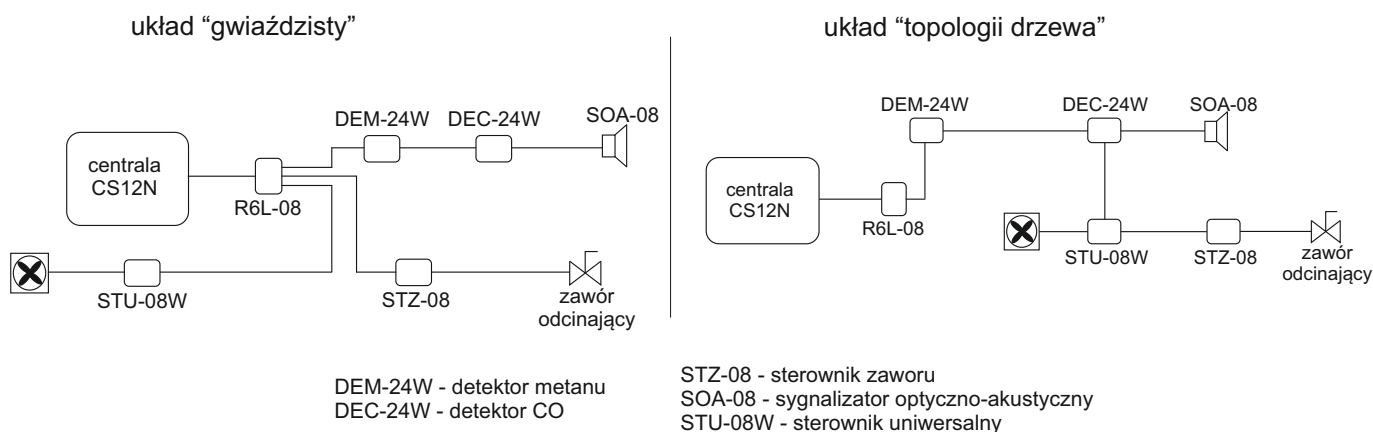 układ “gwiaździsty”
DEM-24W
DEC-24W
SOA-08
centrala
CS12N
R6L-08
STU-08W
STZ-08
zawór
odcinający
układ “topologii drzewa”
DEM-24W
DEC-24W
SOA-08
centrala
CS12N
R6L-08
STU-08W
STZ-08
zawór
odcinający
DEM-24W - detektor metanu
DEC-24W - detektor CO
STZ-08 - sterownik zaworu
SOA-08 - sygnalizator optyczno-akustyczny
STU-08W - sterownik uniwersalny